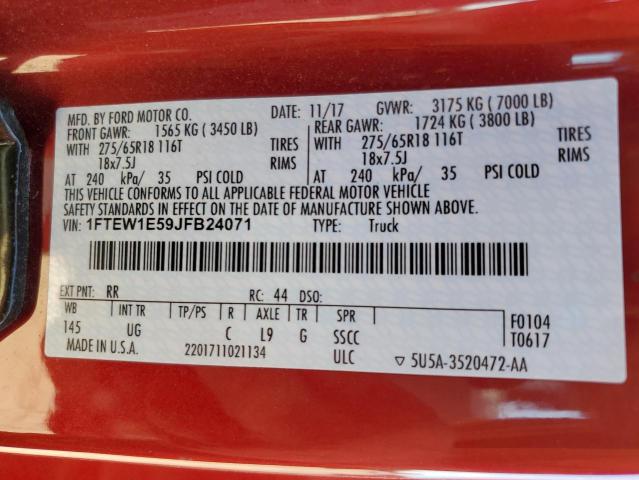 MFD. BY FORD MOTOR CO. DATE: 11/17 GVWR: 3175 KG ( 7000 LB)
FRONT GAWR: 1565 KG ( 3450 LB) REAR GAWR: 1724 KG ( 3800 LB)
WITH 275/65R18 116T TIRES WITH 275/65R18 116T TIRES
18x7.5J RIMS 18x7.5J RIMS
AT 240 kPa/ 35 PSI COLD AT 240 kPa/ 35 PSI COLD
THIS VEHICLE CONFORMS TO ALL APPLICABLE FEDERAL MOTOR VEHICLE
SAFETY STANDARDS IN EFFECT ON THE DATE OF MANUFACTURE SHOWN ABOVE.
VIN: 1FTEW1E59JFB24071 TYPE: Truck
EXT PNT: RR RC: 44 DSO:
WB INT TR TP/PS R AXLE TR SPR F0104
145 UG C L9 G SSCC T0617
MADE IN U.S.A. 2201711021134 ULC ▽ 5U5A-3520472-AA